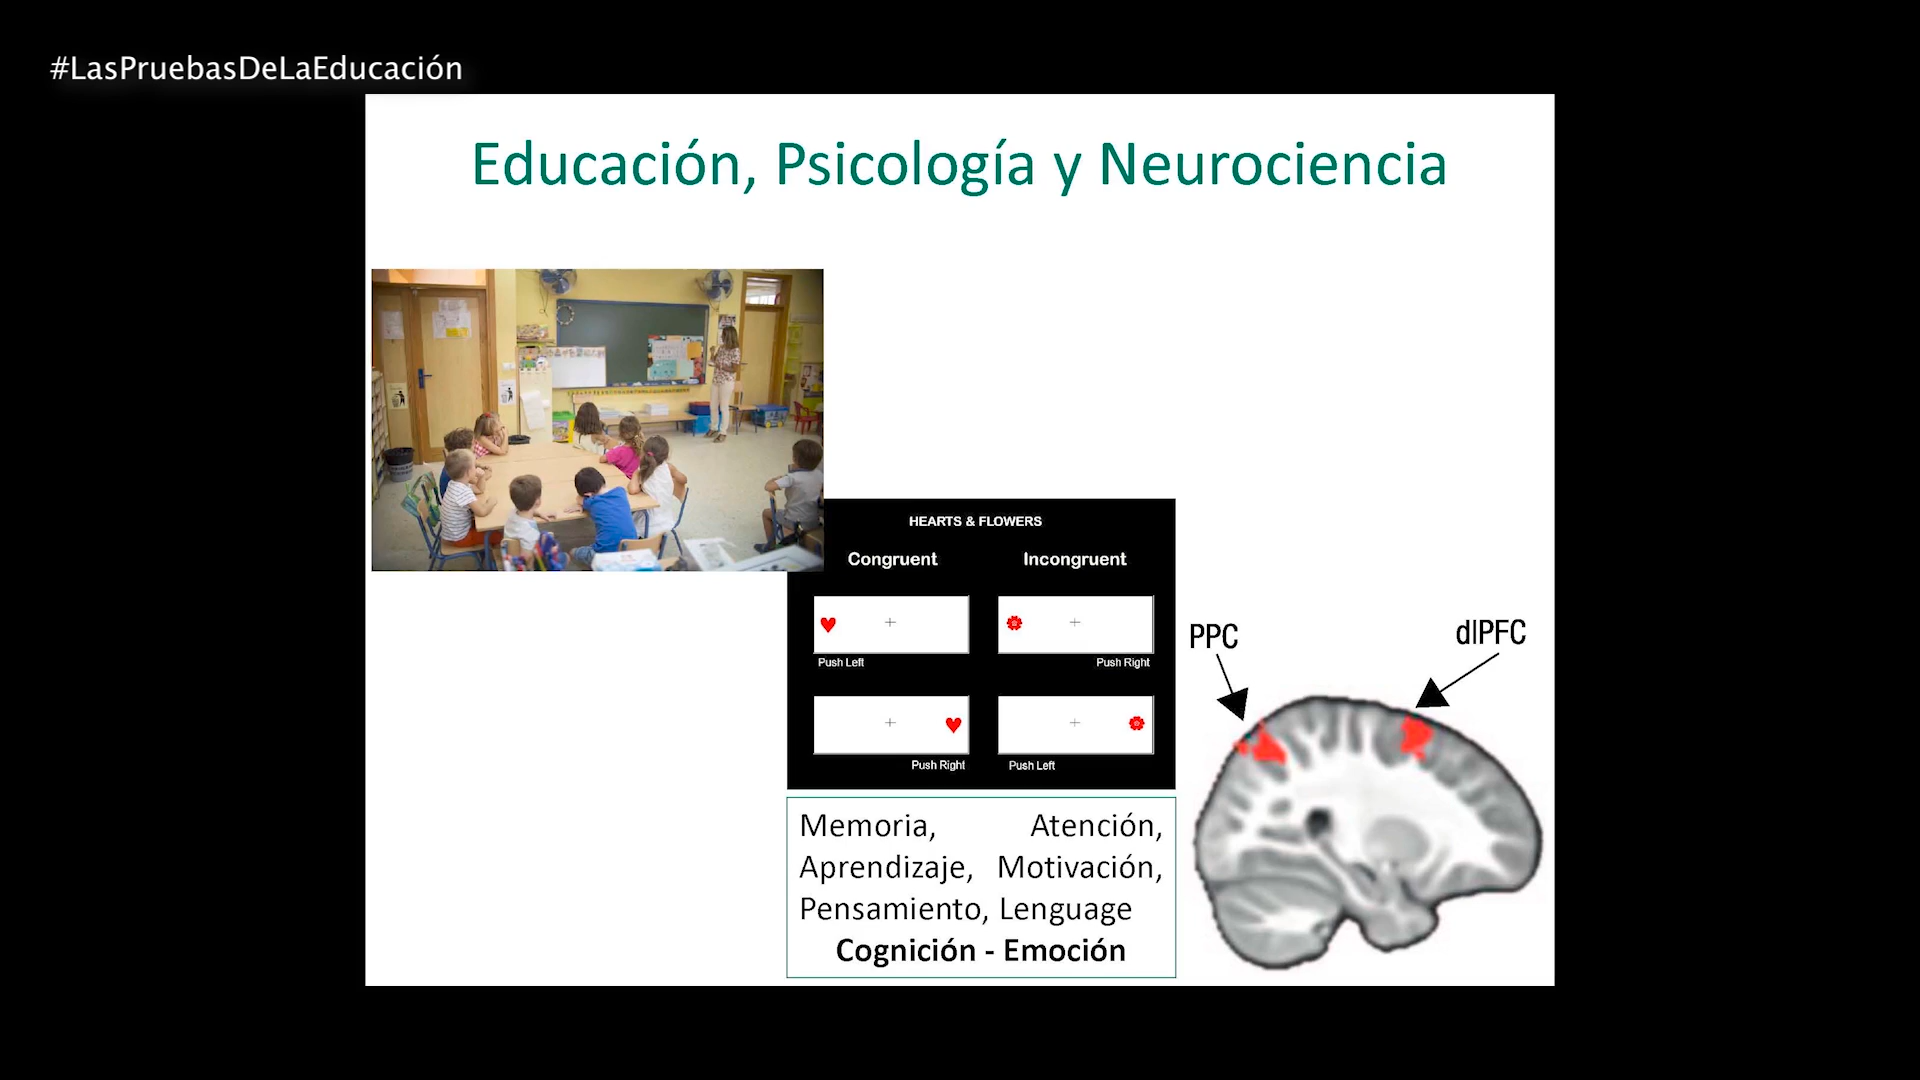 #LasPruebasDeLaEducación
Educación, Psicología y Neurociencia
HEARTS & FLOWERS
Congruent Incongruent
Push Left Push Right
Push Right Push Left
PPC dlPFC
Memoria, Atención,
Aprendizaje, Motivación,
Pensamiento, Lenguage
Cognición - Emoción